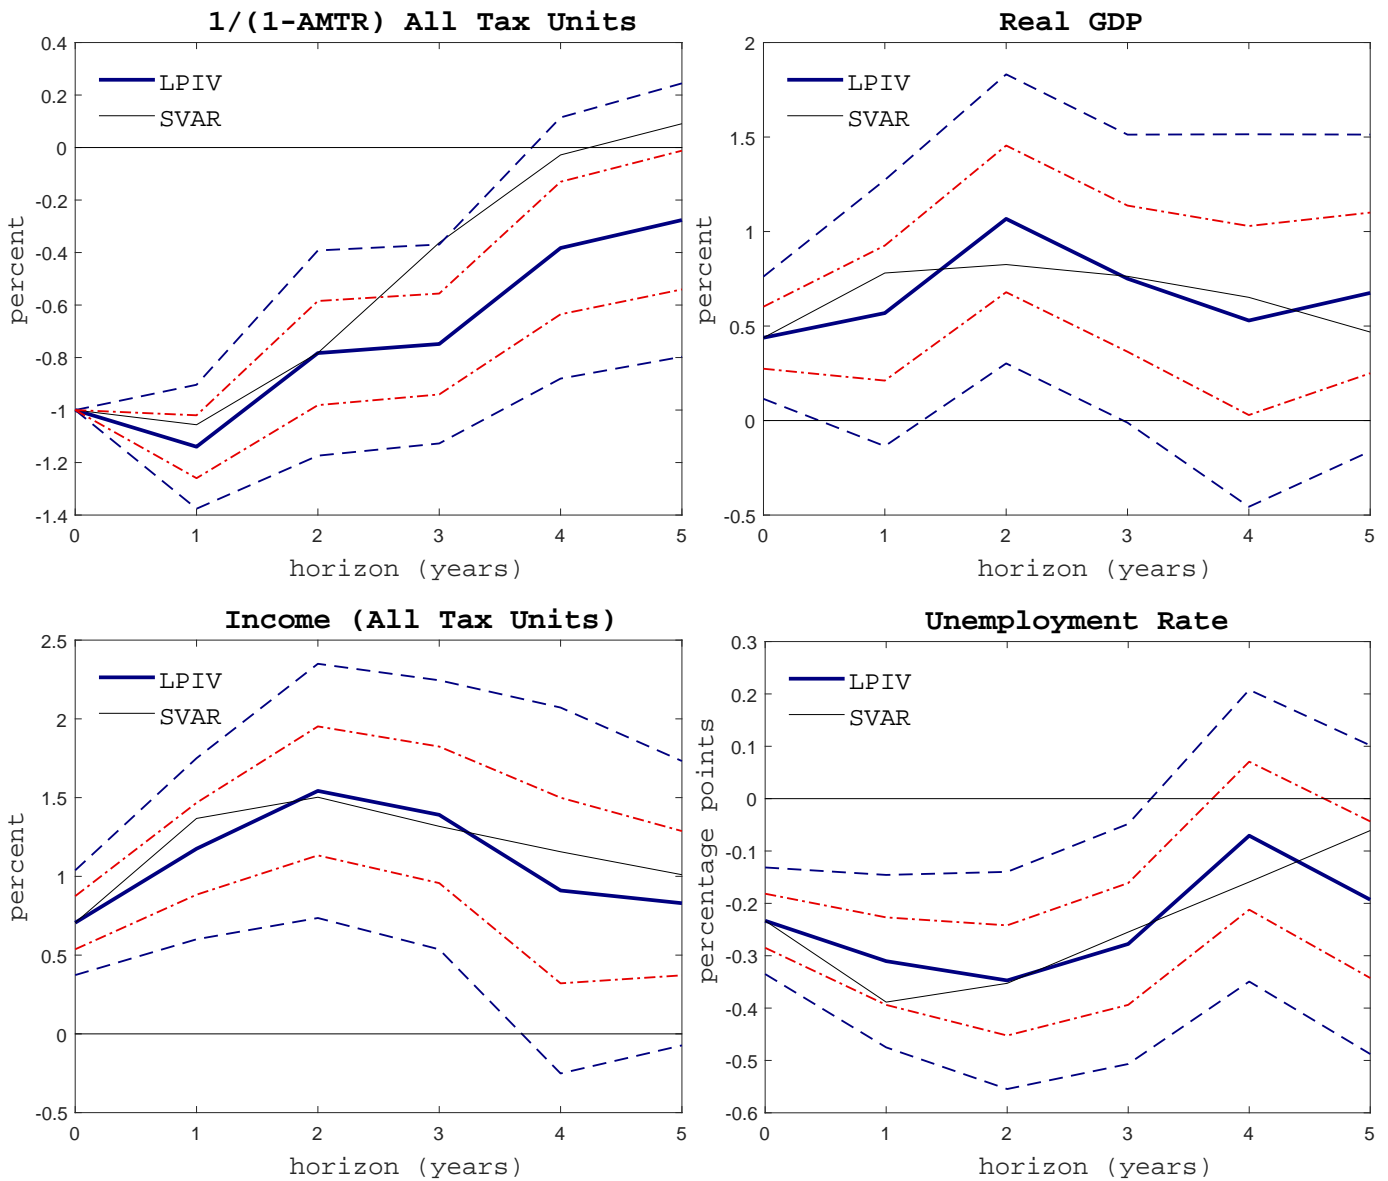 1/(1-AMTR) All Tax Units
0.4
0.2
0
-0.2
-0.4
-0.6
-0.8
-1
-1.2
-1.4
percent
LPIV
SVAR
0 1 2 3 4 5
horizon (years)
Real GDP
2
1.5
1
0.5
0
-0.5
percent
LPIV
SVAR
0 1 2 3 4 5
horizon (years)
Income (All Tax Units)
2.5
2
1.5
1
0.5
0
-0.5
percent
LPIV
SVAR
0 1 2 3 4 5
horizon (years)
Unemployment Rate
0.3
0.2
0.1
0
-0.1
-0.2
-0.3
-0.4
-0.5
-0.6
percentage points
LPIV
SVAR
0 1 2 3 4 5
horizon (years)